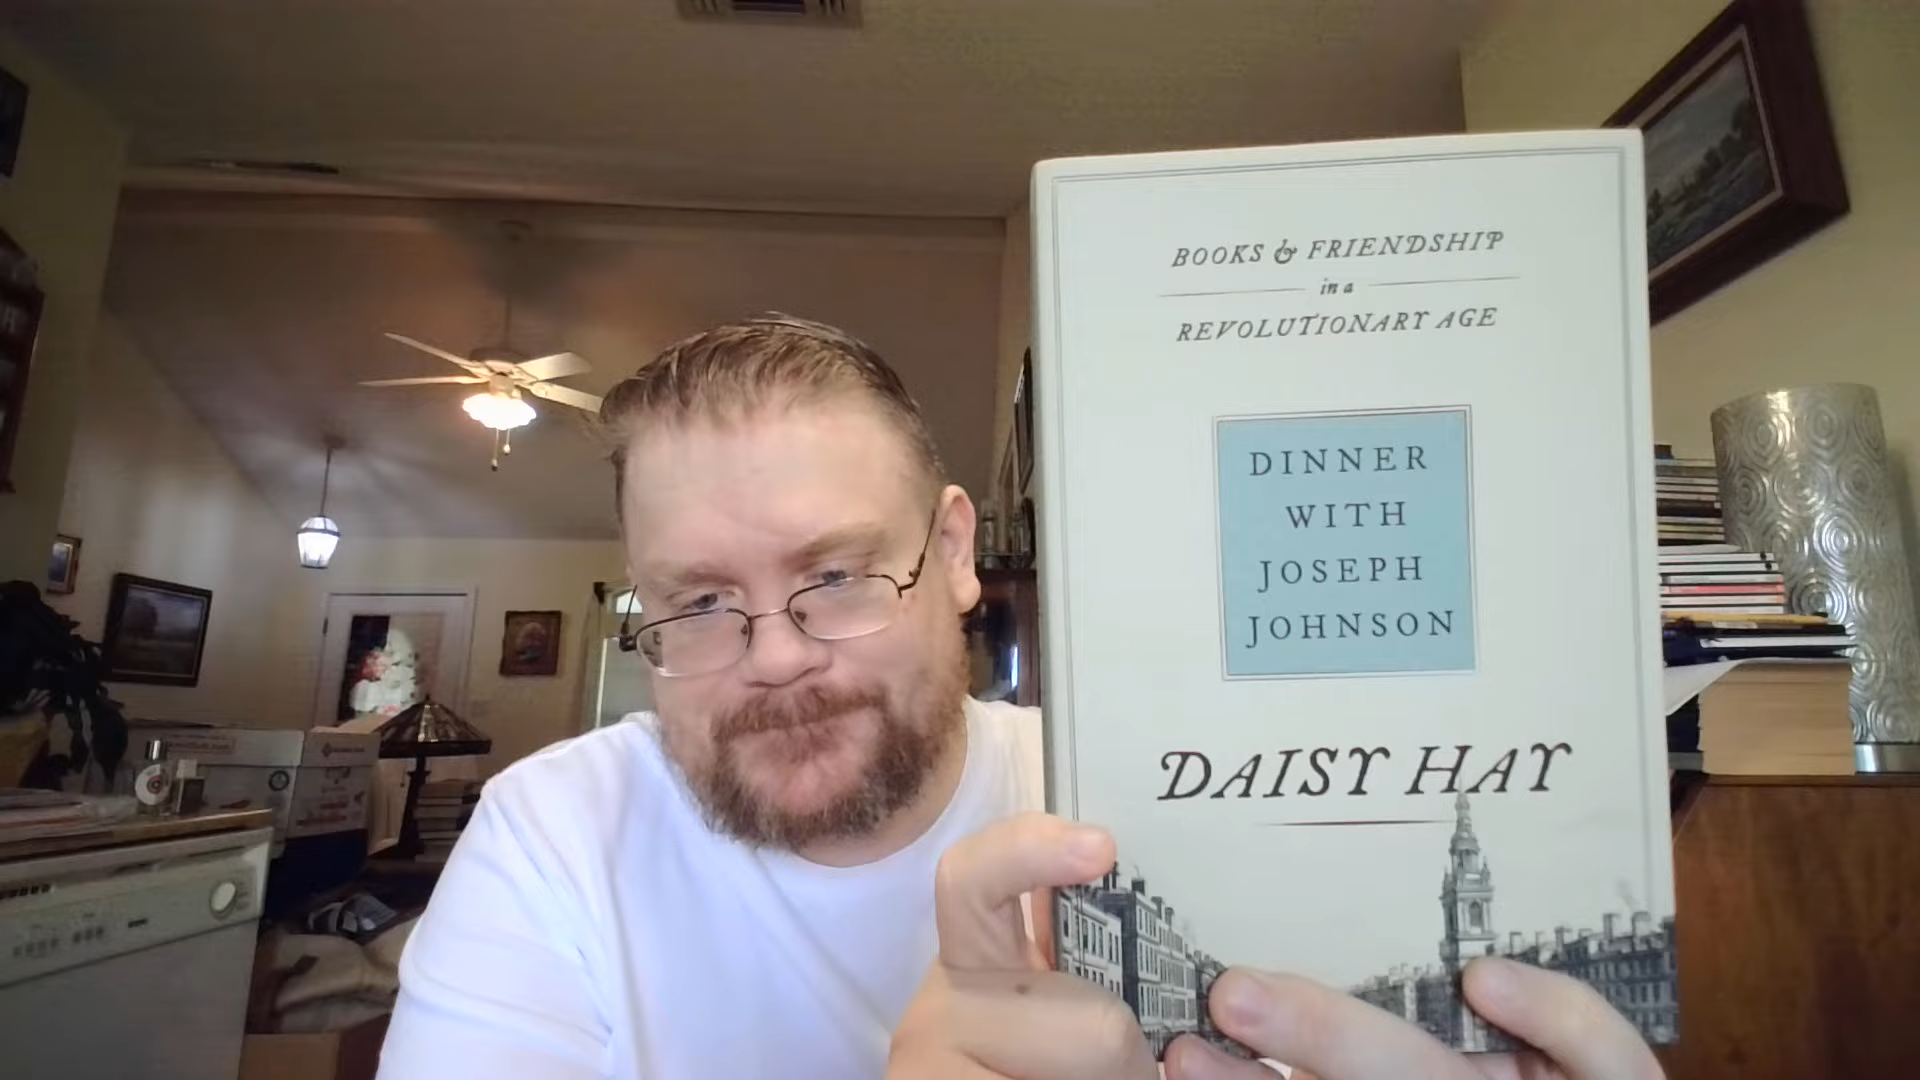 BOOKS & FRIENDSHIP
in a
REVOLUTIONARY AGE
DINNER
WITH
JOSEPH
JOHNSON
DAISY HAY